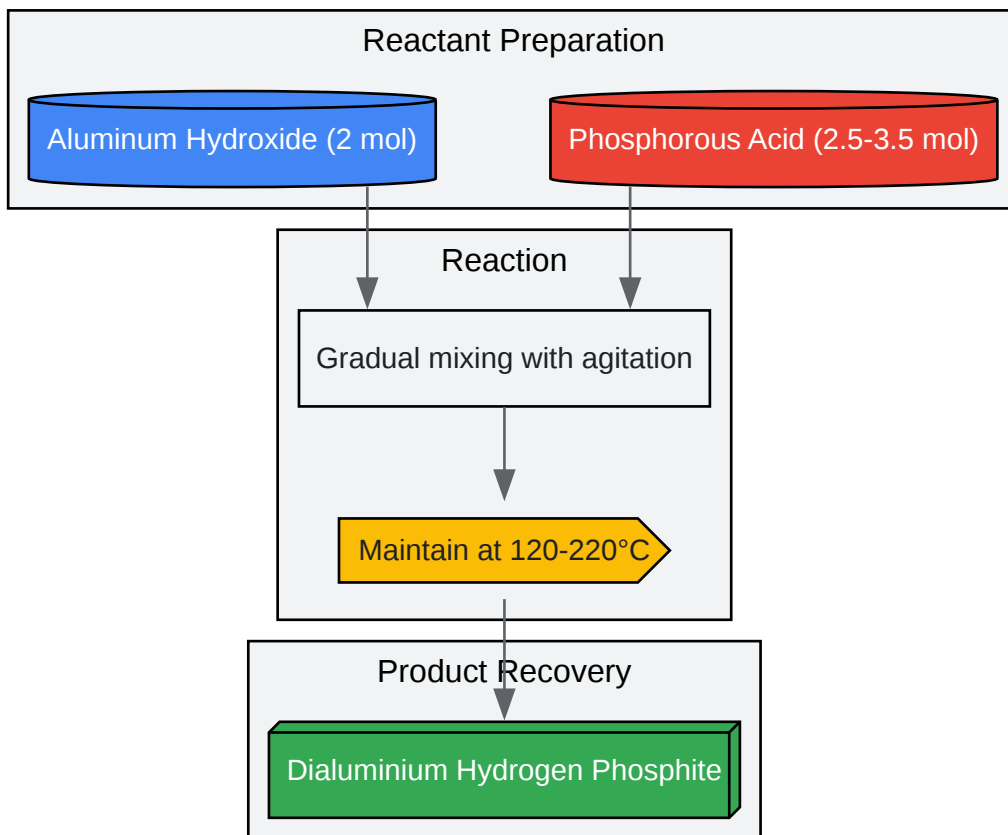 Reactant Preparation
Aluminum Hydroxide (2 mol)
Phosphorous Acid (2.5-3.5 mol)
Reaction
Gradual mixing with agitation
Maintain at 120-220°C
Product Recovery
Dialuminium Hydrogen Phosphite